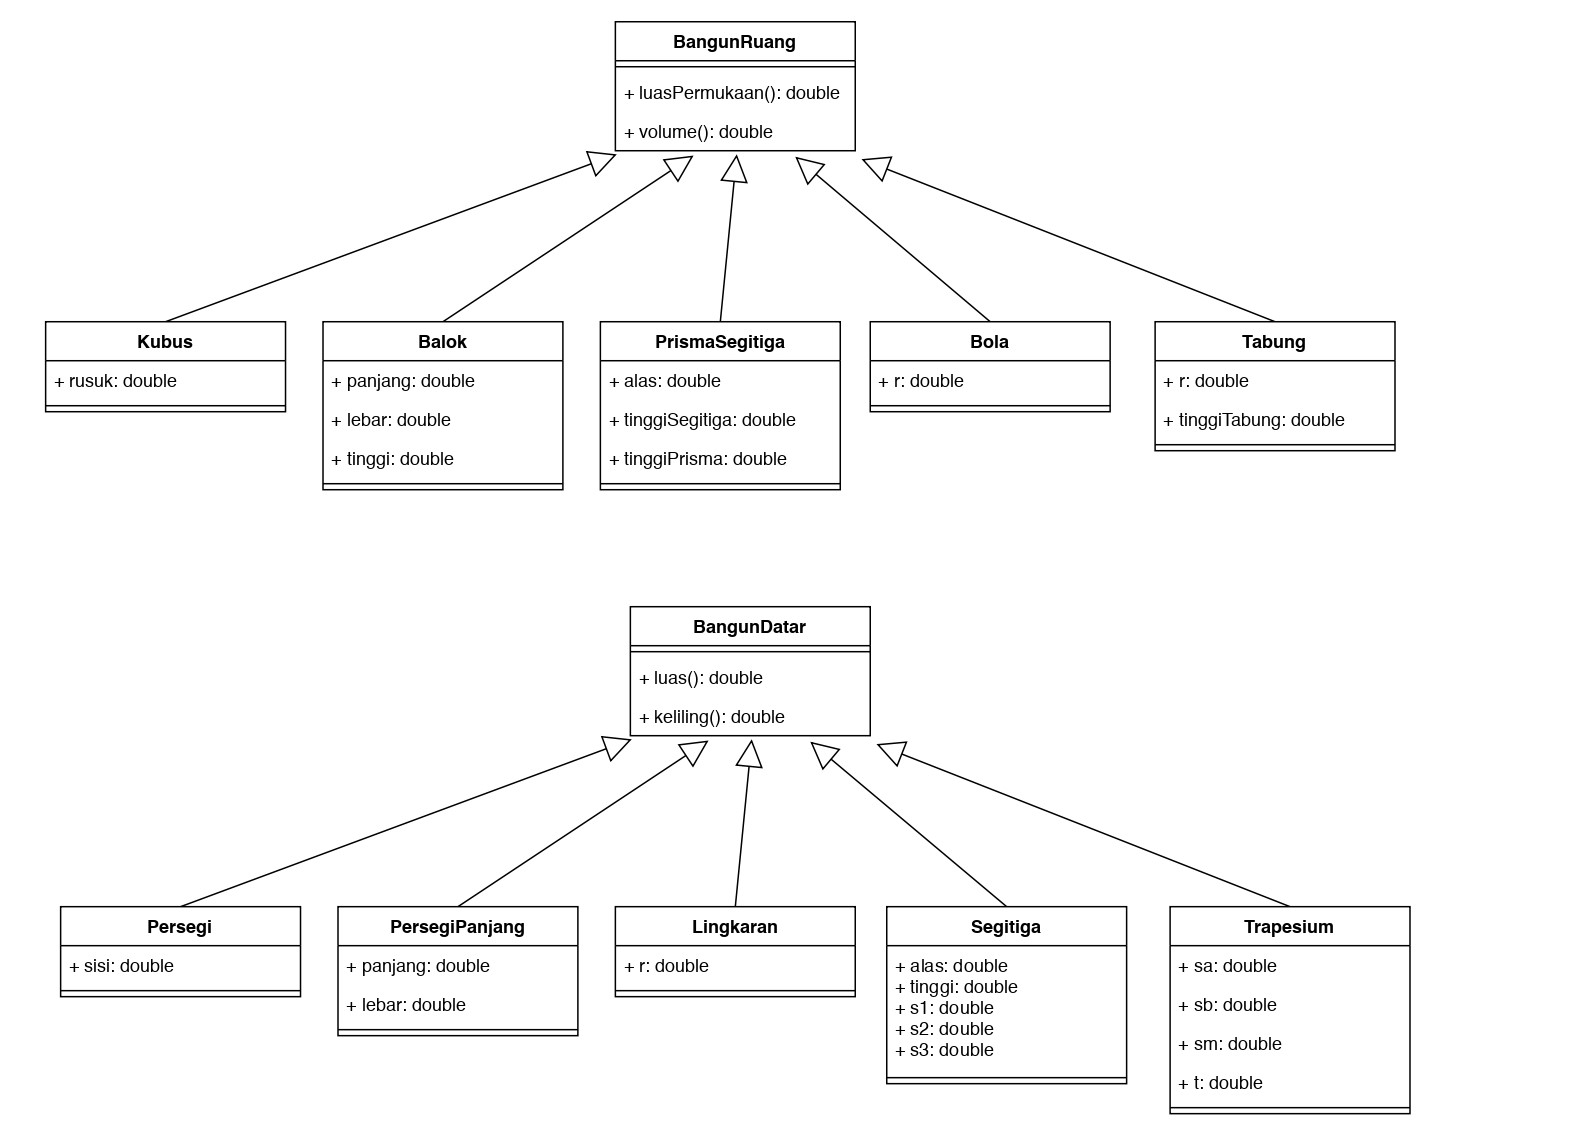 BangunRuang
+ luasPermukaan(): double
+ volume(): double
Kubus
+ rusuk: double
Balok
+ panjang: double
+ lebar: double
+ tinggi: double
PrismaSegitiga
+ alas: double
+ tinggiSegitiga: double
+ tinggiPrisma: double
Bola
+ r: double
Tabung
+ r: double
+ tinggiTabung: double
BangunDatar
+ luas(): double
+ keliling(): double
Persegi
+ sisi: double
PersegiPanjang
+ panjang: double
+ lebar: double
Lingkaran
+ r: double
Segitiga
+ alas: double
+ tinggi: double
+ s1: double
+ s2: double
+ s3: double
Trapesium
+ sa: double
+ sb: double
+ sm: double
+ t: double